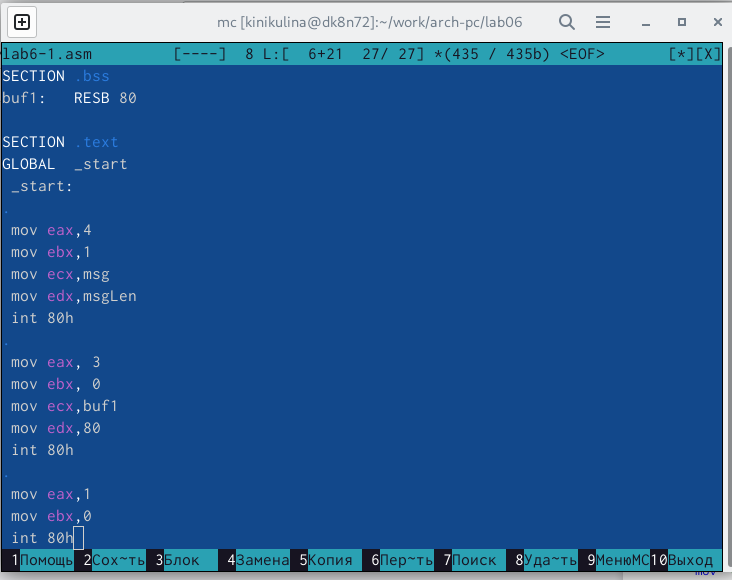 mc [kinikulina@dk8n72]:~/work/arch-pc/lab06
lab6-1.asm [----] 8 L:[ 6+21 27/ 27] *(435 / 435b) <EOF> [*][X]
SECTION .bss
buf1: RESB 80
SECTION .text
GLOBAL _start
_start:
.
mov eax,4
mov ebx,1
mov ecx,msg
mov edx,msgLen
int 80h
.
mov eax, 3
mov ebx, 0
mov ecx,buf1
mov edx,80
int 80h
.
mov eax,1
mov ebx,0
int 80h
1Помощь 2Сох~ть 3Блок 4Замена 5Копия 6Пер~ть 7Поиск 8Уда~ть 9МенюMC 10Выход
mov